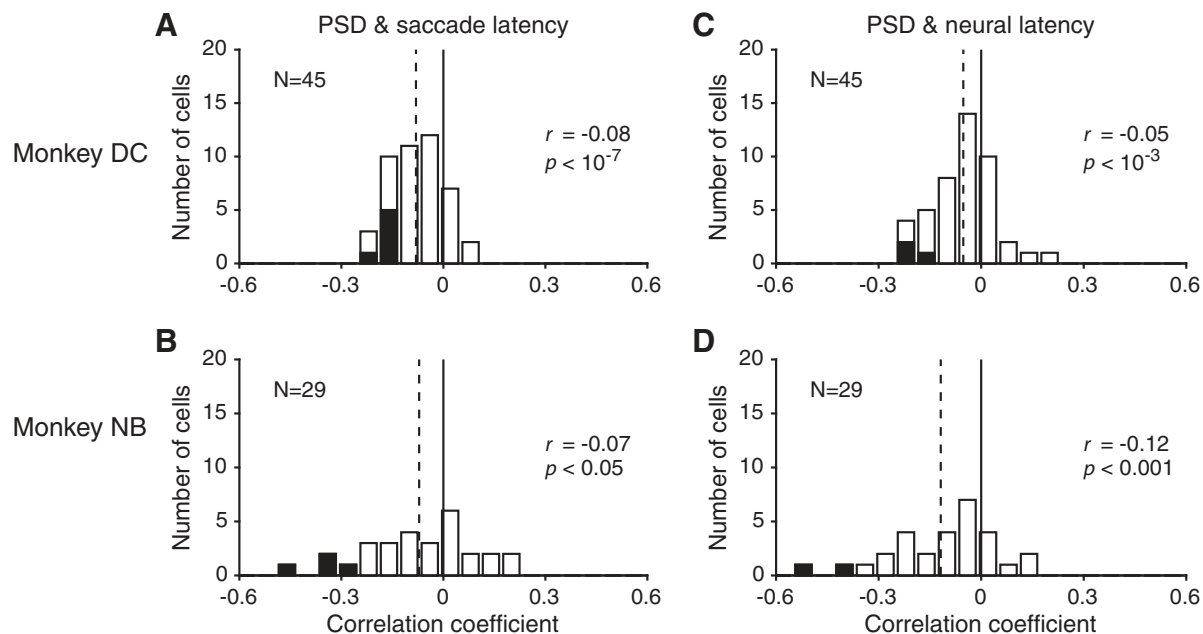 A
PSD & saccade latency
C
PSD & neural latency
Monkey DC
Number of cells
20
15
10
5
0
N=45
r = -0.08
p < 10-7
-0.6
-0.3
0
0.3
0.6
Number of cells
20
15
10
5
0
N=45
r = -0.05
p < 10-3
-0.6
-0.3
0
0.3
0.6
B
D
Monkey NB
Number of cells
20
15
10
5
0
N=29
r = -0.07
p < 0.05
-0.6
-0.3
0
0.3
0.6
Correlation coefficient
Number of cells
20
15
10
5
0
N=29
r = -0.12
p < 0.001
-0.6
-0.3
0
0.3
0.6
Correlation coefficient